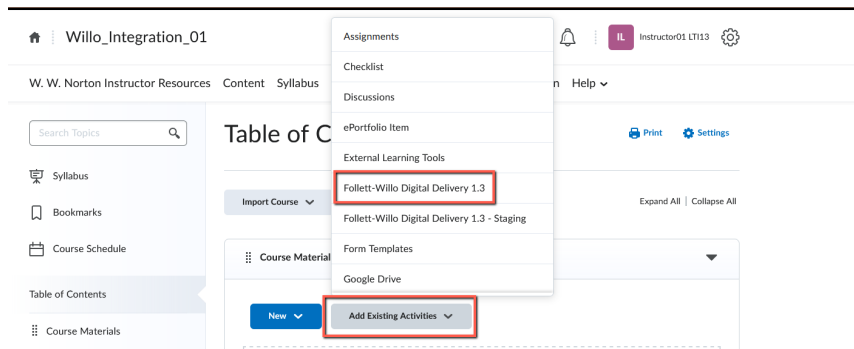 Willo_Integration_01
IL
Instructor01 LTI13
W. W. Norton Instructor Resources Content Syllabus
n Help
Assignments
Checklist
Discussions
ePortfolio Item
External Learning Tools
Follett-Willo Digital Delivery 1.3
Follett-Willo Digital Delivery 1.3 - Staging
Form Templates
Google Drive
Search Topics
Syllabus
Bookmarks
Course Schedule
Table of Contents
Course Materials
Table of C
Print Settings
Import Course
Expand All | Collapse All
Course Material
New
Add Existing Activities